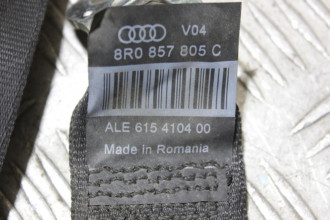 V04
8R0 857 805 C
ALE 615 4104 00
Made in Romania